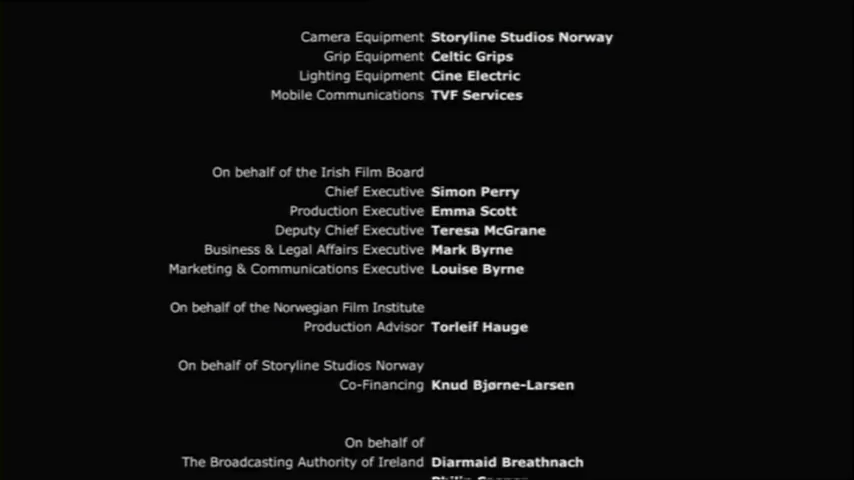 Camera Equipment Storyline Studios Norway
Grip Equipment Celtic Grips
Lighting Equipment Cine Electric
Mobile Communications TVF Services
On behalf of the Irish Film Board
Chief Executive Simon Perry
Production Executive Emma Scott
Deputy Chief Executive Teresa McGrane
Business & Legal Affairs Executive Mark Byrne
Marketing & Communications Executive Louise Byrne
On behalf of the Norwegian Film Institute
Production Advisor Torleif Hauge
On behalf of Storyline Studios Norway
Co-Financing Knud Bjørne-Larsen
On behalf of
The Broadcasting Authority of Ireland Diarmaid Breathnach